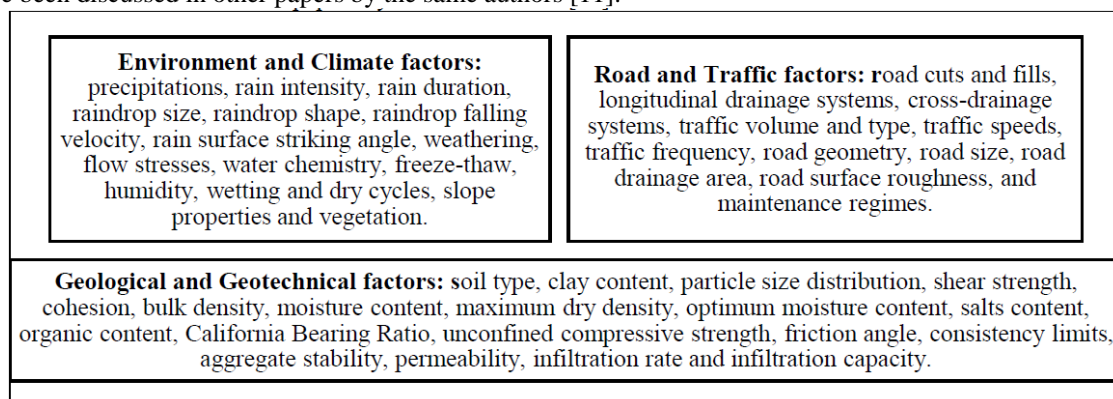 been discussed in other papers by the same authors [11].
Environment and Climate factors:
precipitations, rain intensity, rain duration,
raindrop size, raindrop shape, raindrop falling
velocity, rain surface striking angle, weathering,
flow stresses, water chemistry, freeze-thaw,
humidity, wetting and dry cycles, slope
properties and vegetation.
Road and Traffic factors: road cuts and fills,
longitudinal drainage systems, cross-drainage
systems, traffic volume and type, traffic speeds,
traffic frequency, road geometry, road size, road
drainage area, road surface roughness, and
maintenance regimes.
Geological and Geotechnical factors: soil type, clay content, particle size distribution, shear strength,
cohesion, bulk density, moisture content, maximum dry density, optimum moisture content, salts content,
organic content, California Bearing Ratio, unconfined compressive strength, friction angle, consistency limits,
aggregate stability, permeability, infiltration rate and infiltration capacity.